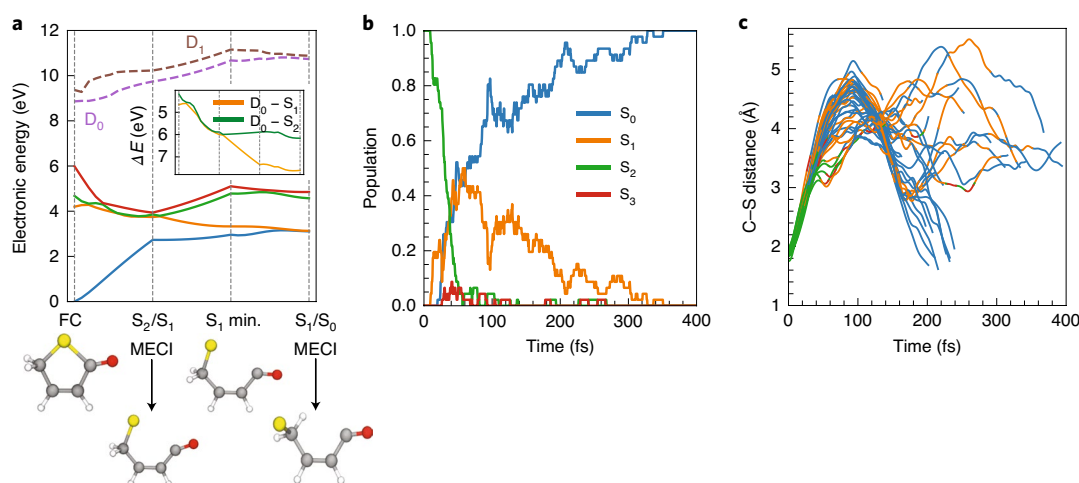 a
12
10
8
6
4
2
0
Electronic energy (eV)
D₁
D₀
5
6
7
ΔE (eV)
D₀ – S₁
D₀ – S₂
FC
S₂/S₁
MECI
S₁ min.
S₁/S₀
MECI
b
1.0
0.8
0.6
0.4
0.2
0.0
Population
S₀
S₁
S₂
S₃
0
100
200
300
400
Time (fs)
c
5
4
3
2
1
C–S distance (Å)
0
100
200
300
400
Time (fs)